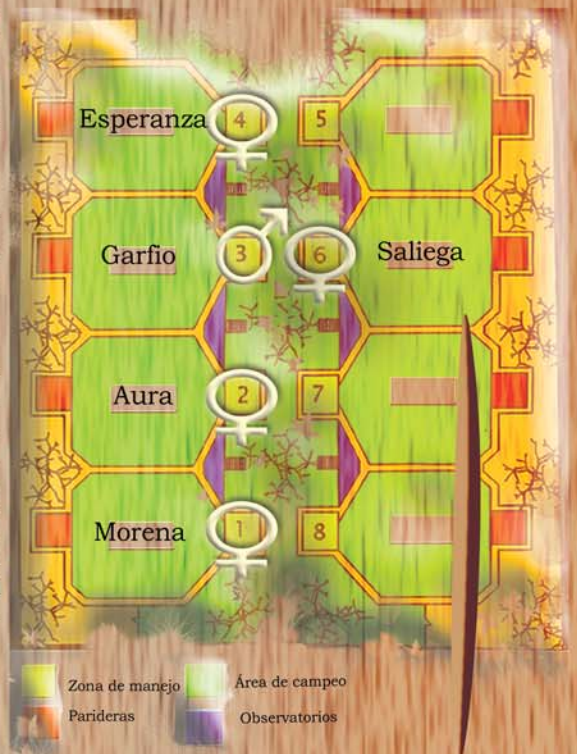 Esperanza 4 5
Garfio 3 6 Saliega
Aura 2 7
Morena 1 8
Zona de manejo Área de campeo
Parideras Observatorios